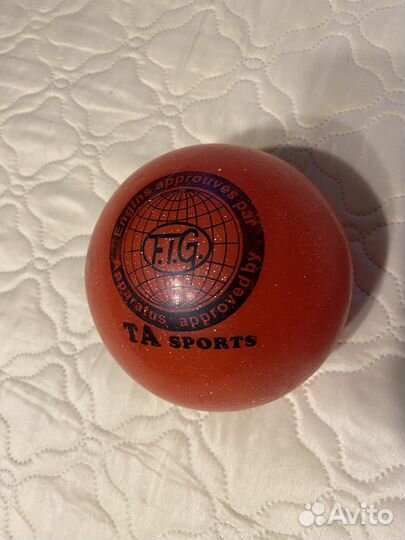 Engins approuvés par
F.T.G.
Apparatus approved by
TA SPORTS
Avito